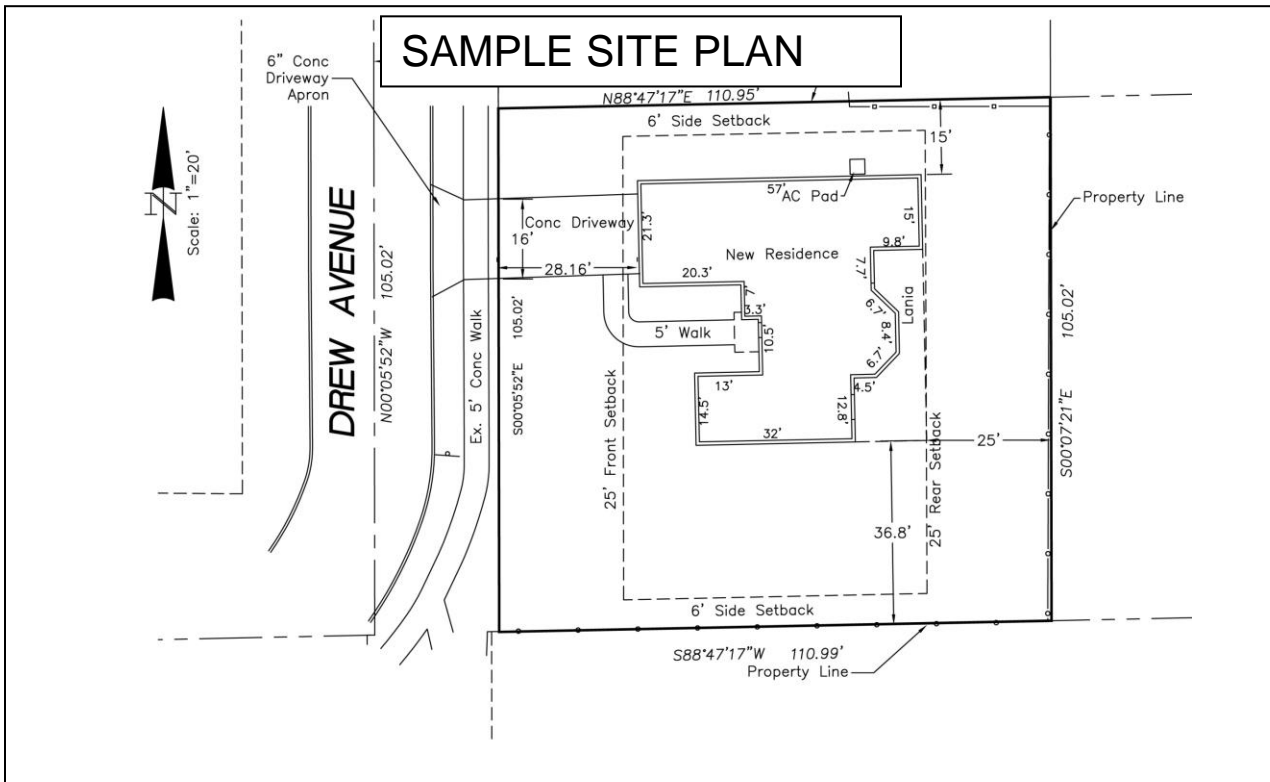 SAMPLE SITE PLAN
6" Conc
Driveway
Apron
N88°47'17"E 110.95'
6' Side Setback
15'
N
Scale: 1"=20'
57'
AC Pad
Property Line
Conc Driveway
21.3'
15'
16'
New Residence
9.8'
28.16'
20.3'
7.7'
7'
3.3'
6.7'
Lania
DREW AVENUE
N00°05'52"W 105.02'
S00°05'52"E 105.02'
5' Walk
10.5'
8.4'
6.7'
105.02'
S00°07'21"E
Ex. 5' Conc Walk
13'
4.5'
14.5'
12.8'
32'
25'
25' Front Setback
25' Rear Setback
36.8'
6' Side Setback
S88°47'17"W 110.99'
Property Line